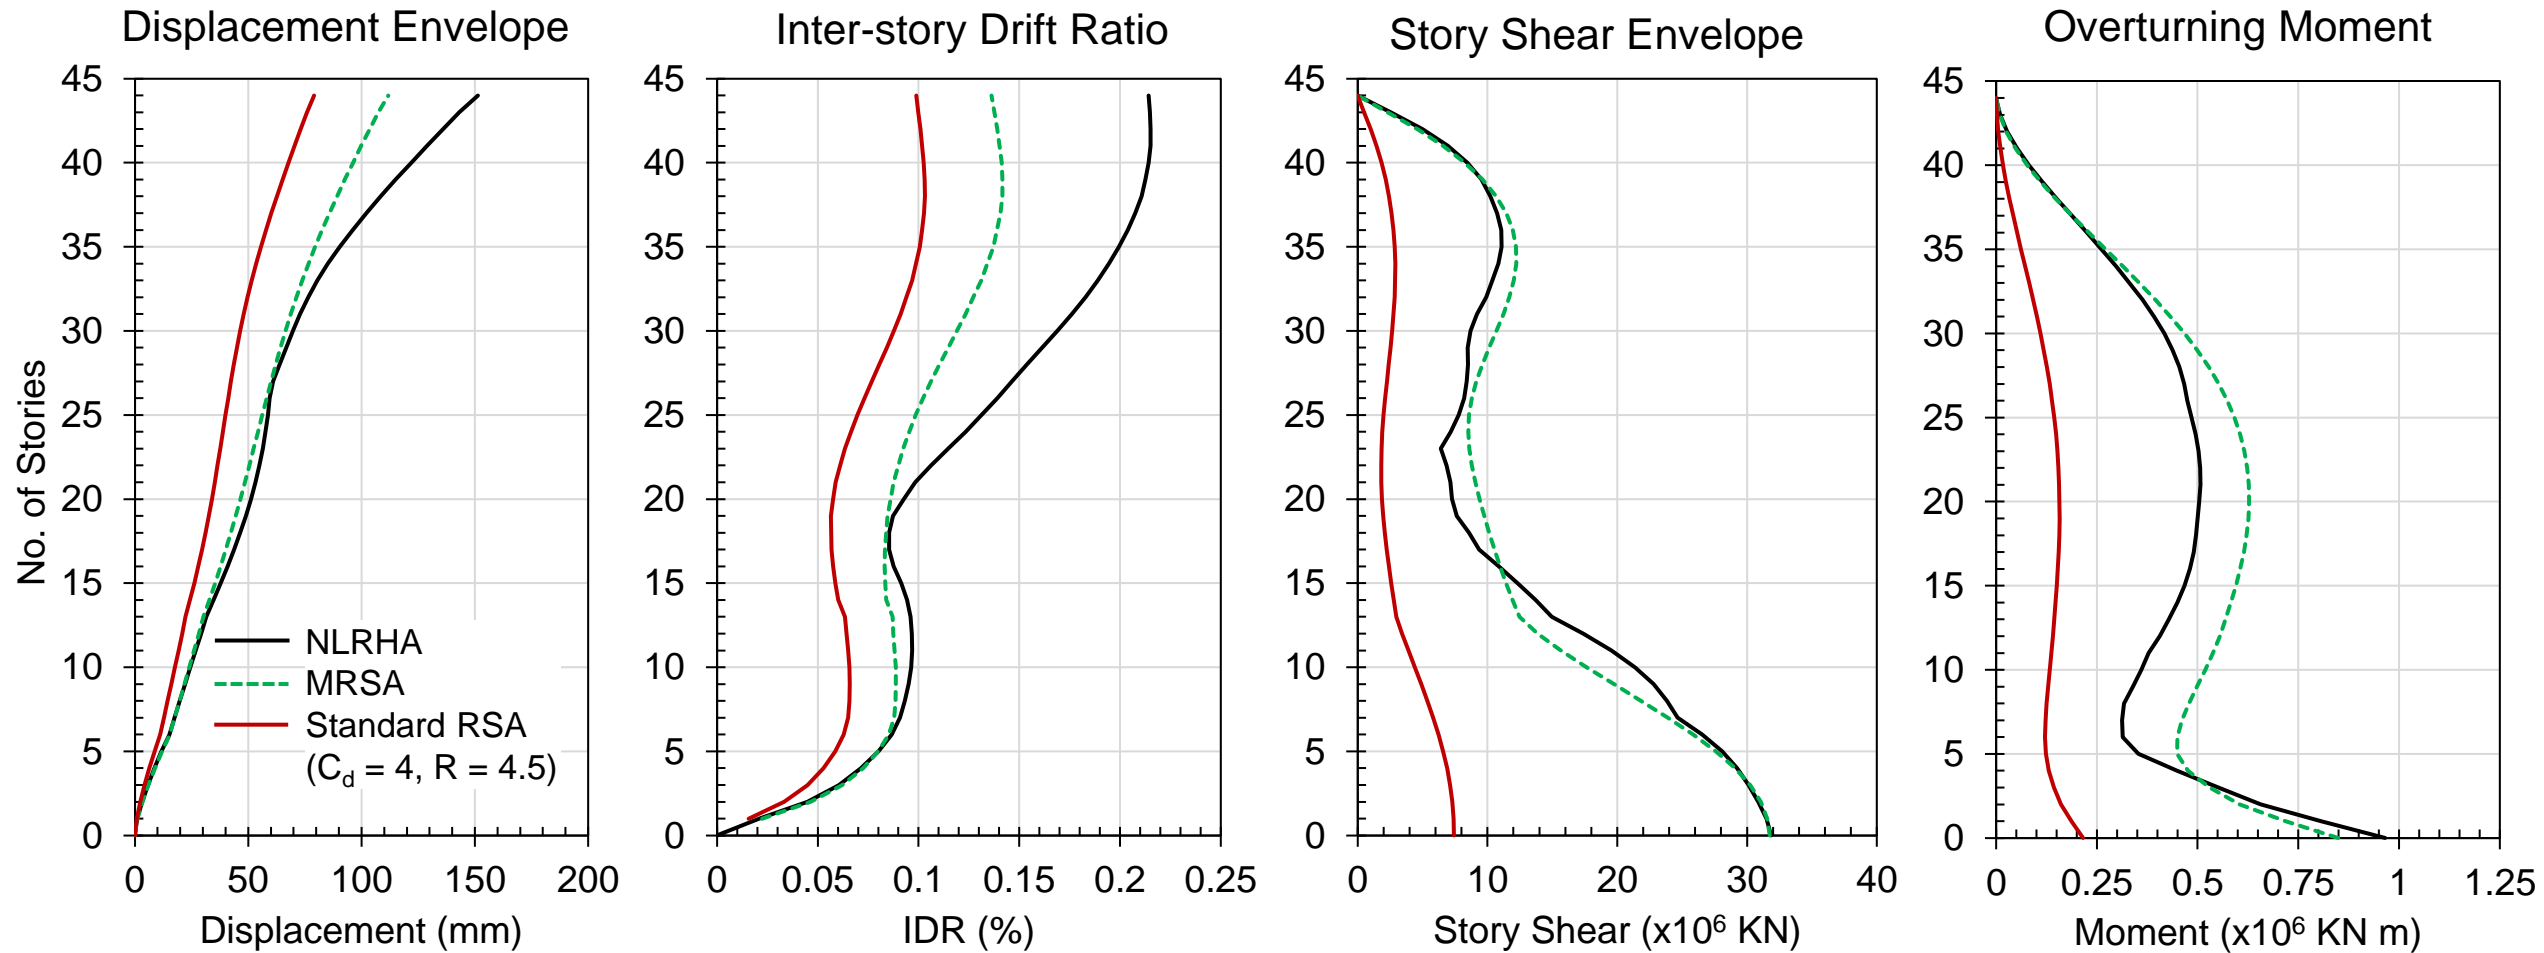 Displacement Envelope
45
40
35
30
25
20
15
10
5
0
0 50 100 150 200
Displacement (mm)
No. of Stories
NLRHA
MRSA
Standard RSA
(Cd = 4, R = 4.5)
Inter-story Drift Ratio
45
40
35
30
25
20
15
10
5
0
0 0.05 0.1 0.15 0.2 0.25
IDR (%)
Story Shear Envelope
45
40
35
30
25
20
15
10
5
0
0 10 20 30 40
Story Shear (x10⁶ KN)
Overturning Moment
45
40
35
30
25
20
15
10
5
0
0 0.25 0.5 0.75 1 1.25
Moment (x10⁶ KN m)